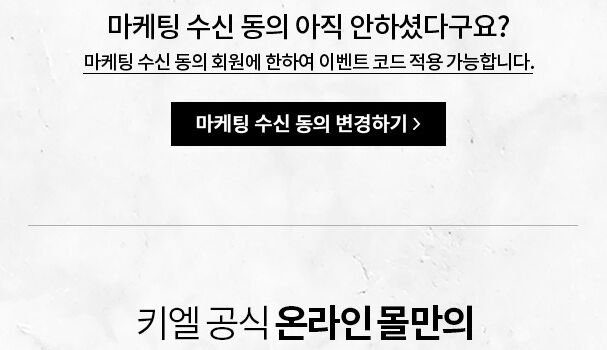 마케팅 수신 동의 아직 안하셨다구요?
마케팅 수신 동의 회원에 한하여 이벤트 코드 적용 가능합니다.
마케팅 수신 동의 변경하기 >
키엘 공식 온라인 몰만의